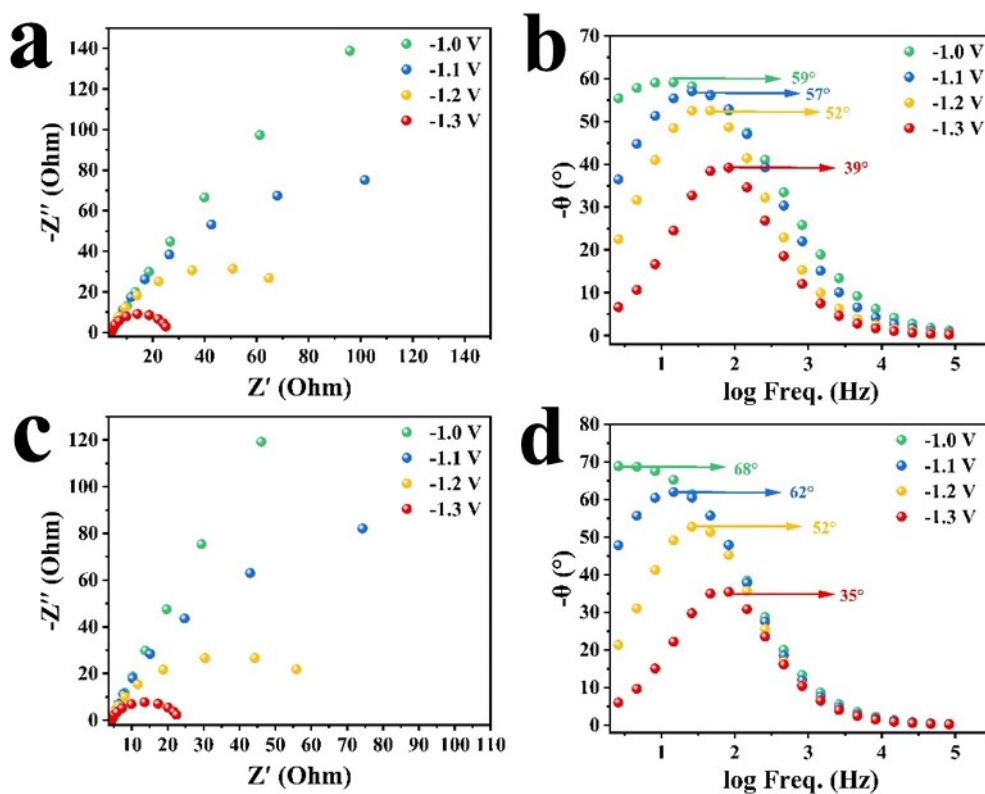 a
140
120
100
80
60
40
20
0
-Z'' (Ohm)
20 40 60 80 100 120 140
Z' (Ohm)
-1.0 V
-1.1 V
-1.2 V
-1.3 V
b
70
60
50
40
30
20
10
0
-θ (°)
1 2 3 4 5
log Freq. (Hz)
59°
57°
52°
39°
-1.0 V
-1.1 V
-1.2 V
-1.3 V
c
120
100
80
60
40
20
0
-Z'' (Ohm)
10 20 30 40 50 60 70 80 90 100 110
Z' (Ohm)
-1.0 V
-1.1 V
-1.2 V
-1.3 V
d
80
70
60
50
40
30
20
10
0
-θ (°)
1 2 3 4 5
log Freq. (Hz)
68°
62°
52°
35°
-1.0 V
-1.1 V
-1.2 V
-1.3 V